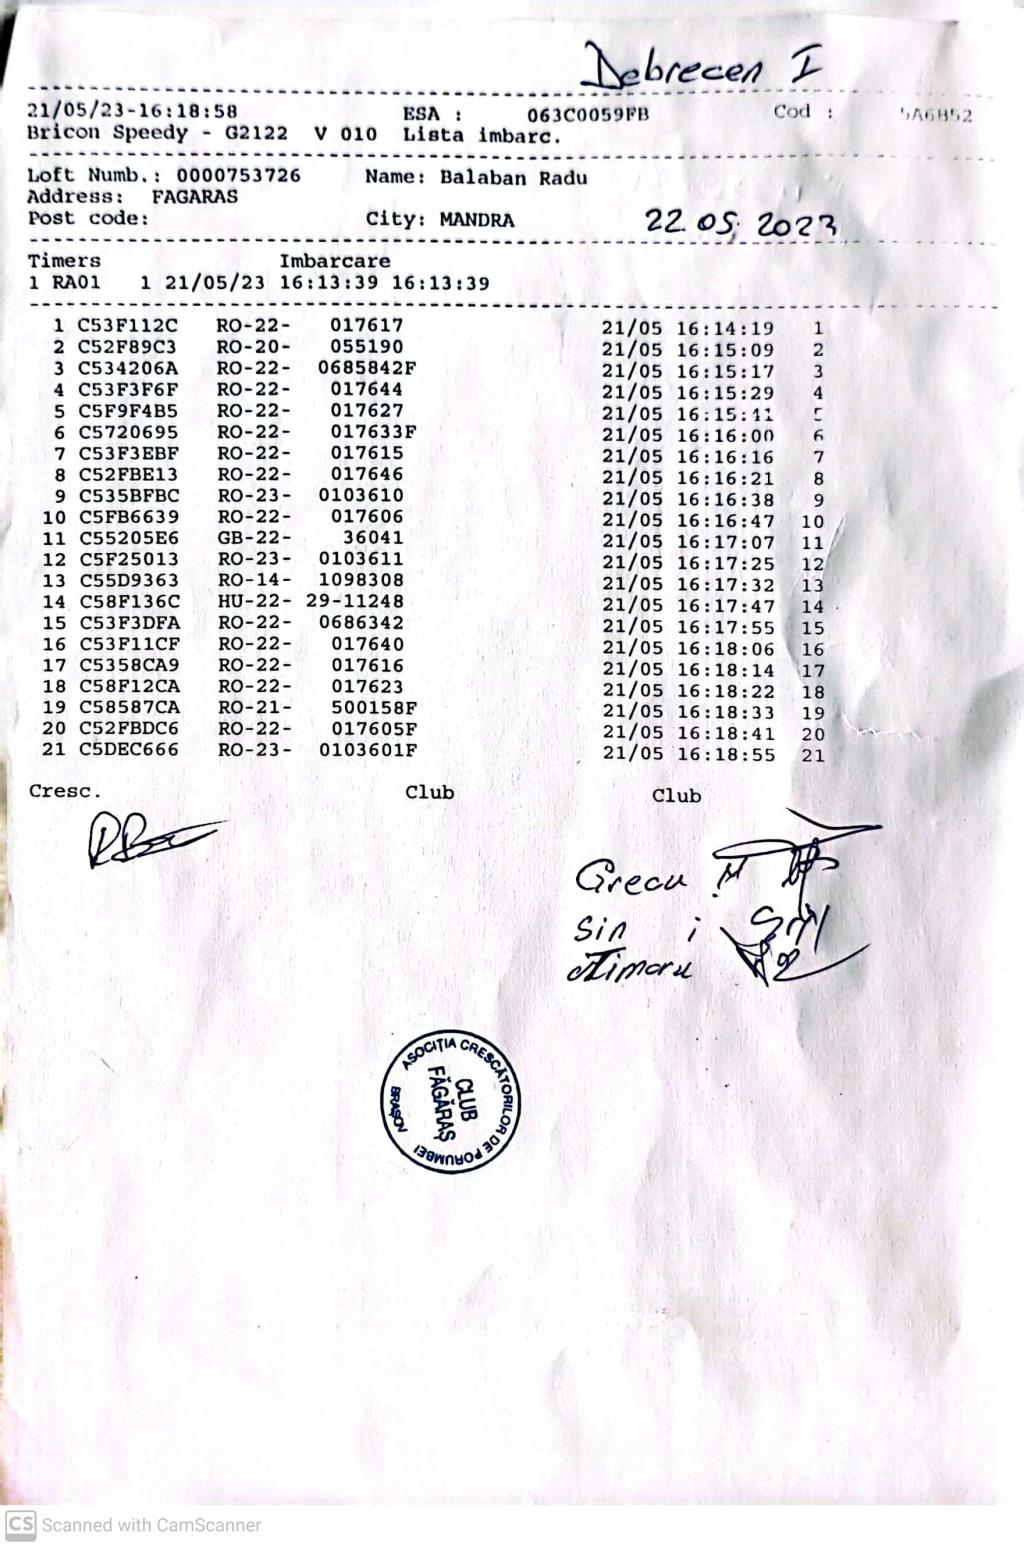 Debrecen I
21/05/23-16:18:58 ESA : 063C0059FB Cod : 5A6B52
Bricon Speedy - G2122 V 010 Lista imbarc.
Loft Numb.: 0000753726 Name: Balaban Radu
Address: FAGARAS
Post code: City: MANDRA 22.05.2023
Timers Imbarcare
1 RA01 1 21/05/23 16:13:39 16:13:39
1 C53F112C RO-22- 017617 21/05 16:14:19 1
2 C52F89C3 RO-20- 055190 21/05 16:15:09 2
3 C534206A RO-22- 0685842F 21/05 16:15:17 3
4 C53F3F6F RO-22- 017644 21/05 16:15:29 4
5 C5F9F4B5 RO-22- 017627 21/05 16:15:41 5
6 C5720695 RO-22- 017633F 21/05 16:16:00 6
7 C53F3EBF RO-22- 017615 21/05 16:16:16 7
8 C52FBE13 RO-22- 017646 21/05 16:16:21 8
9 C535BFBC RO-23- 0103610 21/05 16:16:38 9
10 C5FB6639 RO-22- 017606 21/05 16:16:47 10
11 C55205E6 GB-22- 36041 21/05 16:17:07 11
12 C5F25013 RO-23- 0103611 21/05 16:17:25 12
13 C55D9363 RO-14- 1098308 21/05 16:17:32 13
14 C58F136C HU-22- 29-11248 21/05 16:17:47 14
15 C53F3DFA RO-22- 0686342 21/05 16:17:55 15
16 C53F11CF RO-22- 017640 21/05 16:18:06 16
17 C5358CA9 RO-22- 017616 21/05 16:18:14 17
18 C58F12CA RO-22- 017623 21/05 16:18:22 18
19 C58587CA RO-21- 500158F 21/05 16:18:33 19
20 C52FBDC6 RO-22- 017605F 21/05 16:18:41 20
21 C5DEC666 RO-23- 0103601F 21/05 16:18:55 21
Cresc. Club Club
Grecu M
Sin i
ASOCIȚIA CRESCĂTORILOR DE PORUMBEI
BRAȘOV
CLUB
FĂGĂRAȘ
CS Scanned with CamScanner